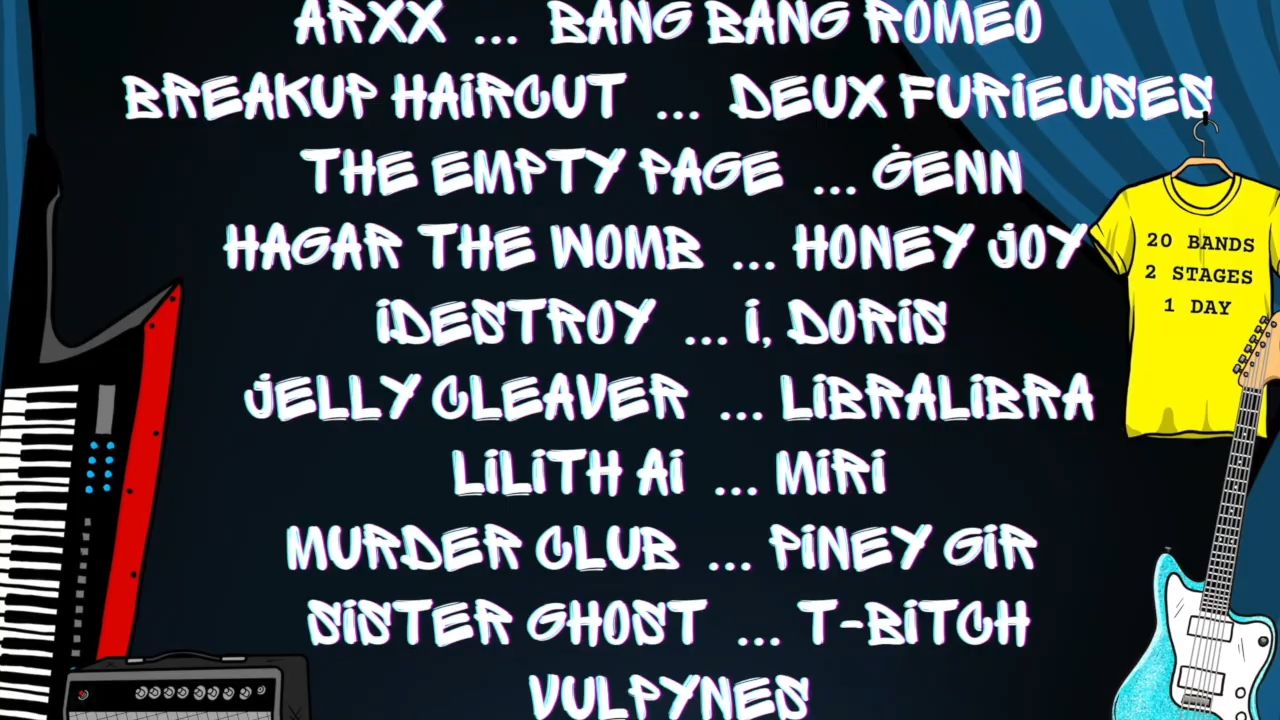 ARXX ... BANG BANG ROMEO
BREAKUP HAiRCUT ... DEUX FURiEUSES
THE EMPTY PAGE ... ĠENN
HAGAR THE WOMB ... HONEY JOY
20 BANDS
2 STAGES
1 DAY
iDESTROY ... i, DORiS
JELLY CLEAVER ... LiBRALiBRA
LiLiTH Ai ... MiRi
MURDER CLUB ... PiNEY GiR
SiSTER GHOST ... T-BiTCH
VULPYNES